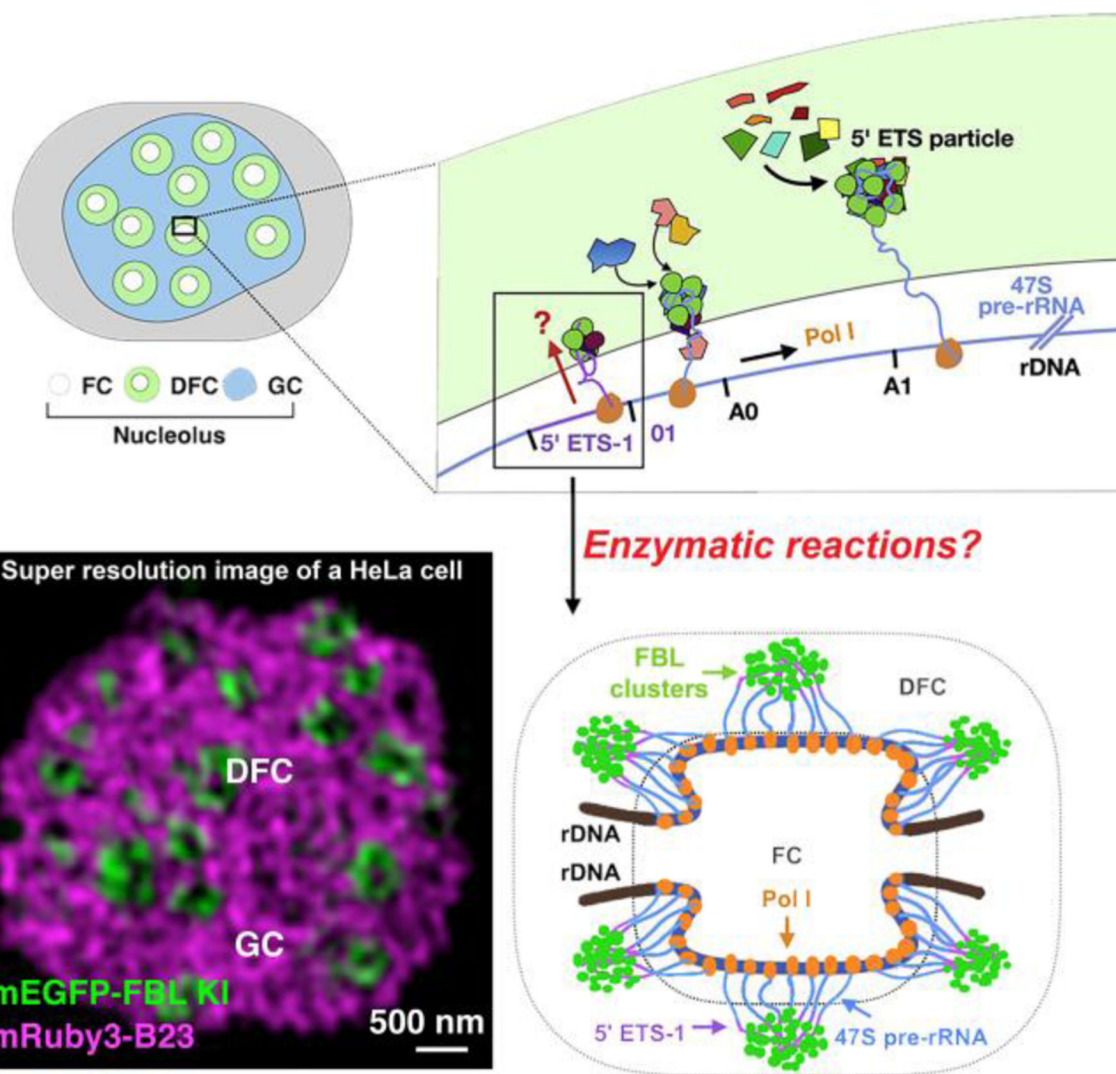 5' ETS particle
47S
pre-rRNA
?
Pol I
rDNA
A1
A0
5' ETS-1
01
FC
DFC
GC
Nucleolus
Enzymatic reactions?
Super resolution image of a HeLa cell
DFC
GC
mEGFP-FBL KI
mRuby3-B23
500 nm
FBL
clusters
DFC
rDNA
rDNA
FC
Pol I
5' ETS-1
47S pre-rRNA